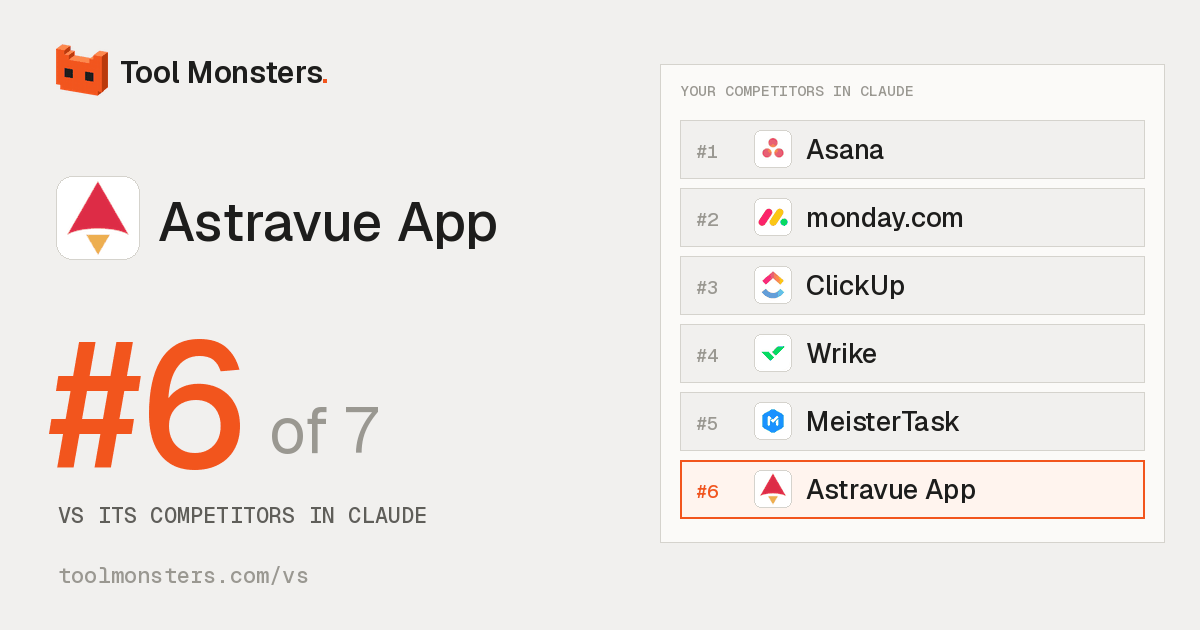 Tool Monsters.
Astravue App
#6 of 7
VS ITS COMPETITORS IN CLAUDE
toolmonsters.com/vs
YOUR COMPETITORS IN CLAUDE
#1 Asana
#2 monday.com
#3 ClickUp
#4 Wrike
#5 MeisterTask
#6 Astravue App